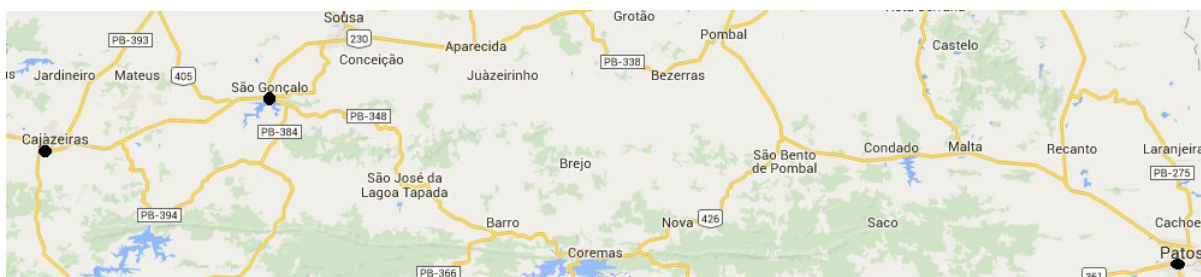 Sousa
Grotão
PB-393
230
Aparecida
Pombal
Castelo
Conceição
PB-338
Jardineiro
Mateus
405
Juàzeirinho
Bezerras
São Gonçalo
PB-348
Cajàzeiras
PB-384
Brejo
São Bento
de Pombal
Condado
Malta
Recanto
Laranjeira
São José da
Lagoa Tapada
PB-275
PB-394
Barro
Nova
426
Saco
Cachoe
Coremas
Patos
PB-366
361